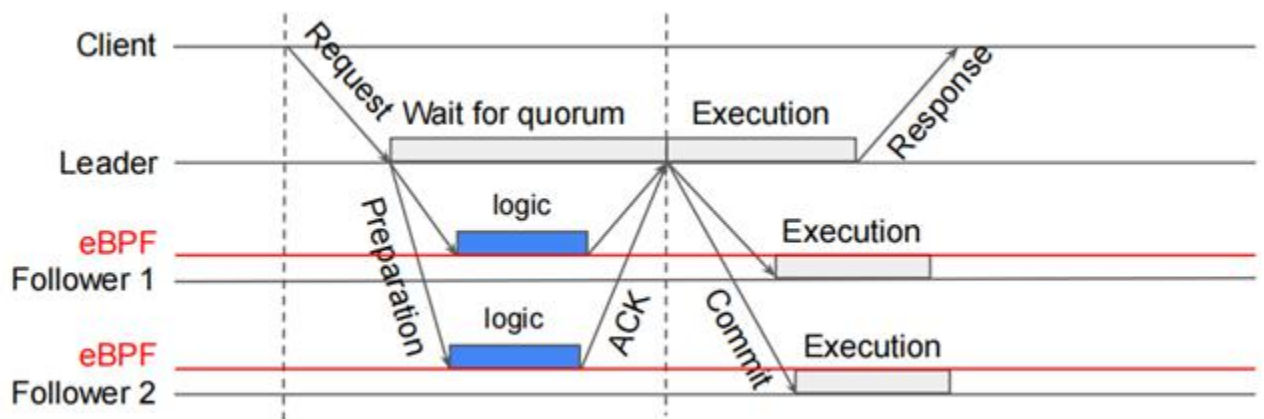 Client
Request
Wait for quorum
Execution
Response
Leader
Preparation
logic
eBPF
Execution
Follower 1
logic
ACK
Commit
eBPF
Execution
Follower 2